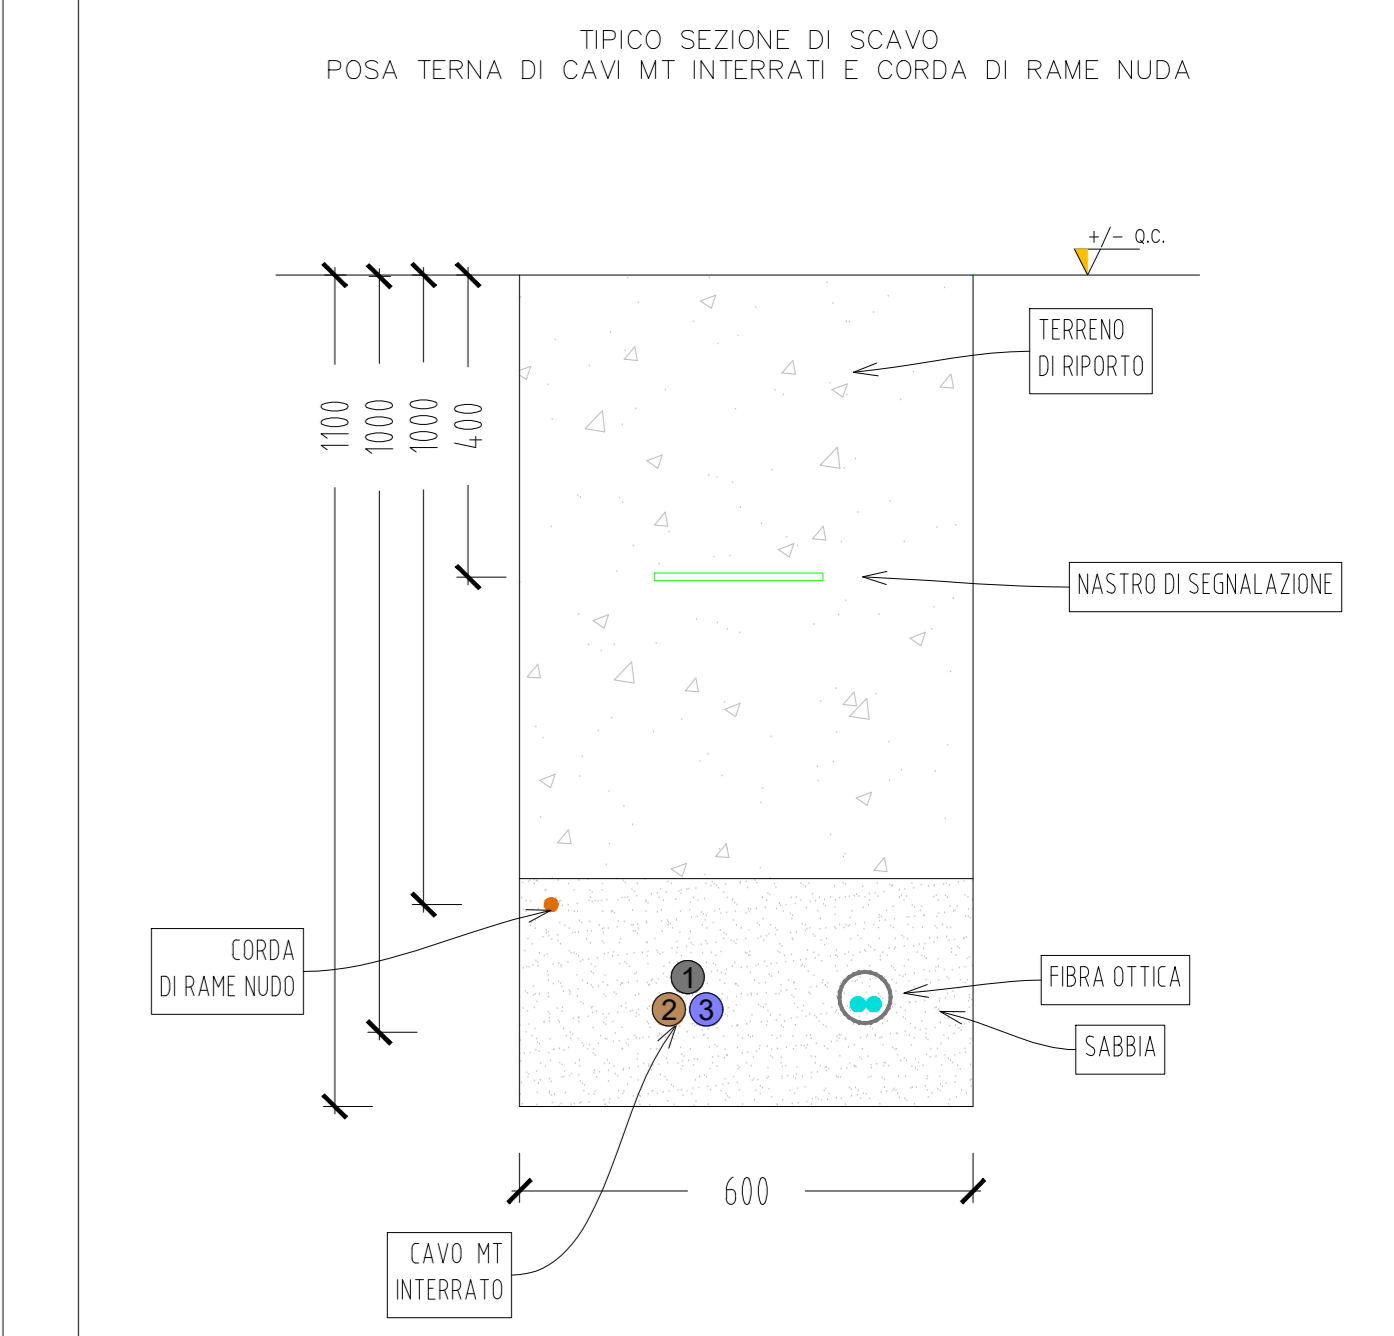 TIPICO SEZIONE DI SCAVO
POSA TERNA DI CAVI MT INTERRATI E CORDA DI RAME NUDA
+/- Q.C.
TERRENO
DI RIPORTO
1100
1000
1000
400
NASTRO DI SEGNALAZIONE
CORDA
DI RAME NUDO
1
2
3
FIBRA OTTICA
SABBIA
600
CAVO MT
INTERRATO